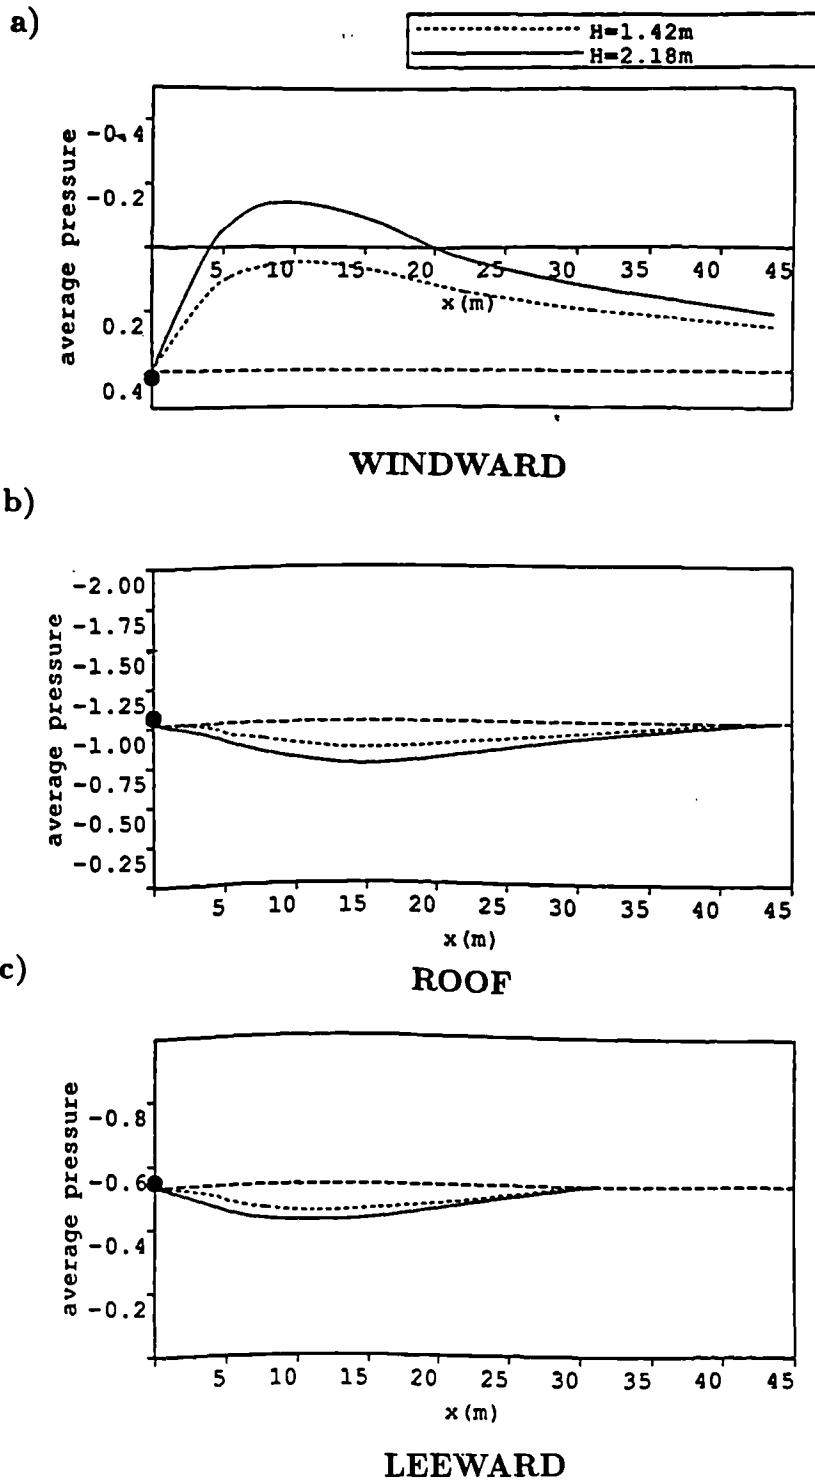 a)
H=1.42m
H=2.18m
average pressure
-0.4
-0.2
0.2
0.4
5 10 15 20 25 30 35 40 45
x(m)
WINDWARD
b)
average pressure
-2.00
-1.75
-1.50
-1.25
-1.00
-0.75
-0.50
-0.25
5 10 15 20 25 30 35 40 45
x(m)
ROOF
c)
average pressure
-0.8
-0.6
-0.4
-0.2
5 10 15 20 25 30 35 40 45
x(m)
LEEWARD